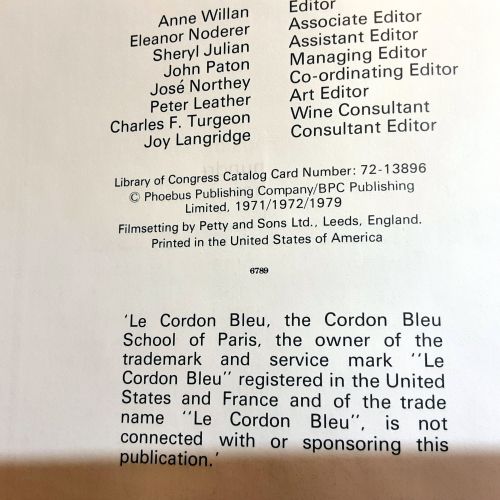 Anne Willan Editor
Eleanor Noderer Associate Editor
Sheryl Julian Assistant Editor
John Paton Managing Editor
José Northey Co-ordinating Editor
Peter Leather Art Editor
Charles F. Turgeon Wine Consultant
Joy Langridge Consultant Editor
Library of Congress Catalog Card Number: 72-13896
© Phoebus Publishing Company/BPC Publishing
Limited, 1971/1972/1979
Filmsetting by Petty and Sons Ltd., Leeds, England.
Printed in the United States of America
6789
'Le Cordon Bleu, the Cordon Bleu
School of Paris, the owner of the
trademark and service mark "Le
Cordon Bleu" registered in the United
States and France and of the trade
name "Le Cordon Bleu", is not
connected with or sponsoring this
publication.'